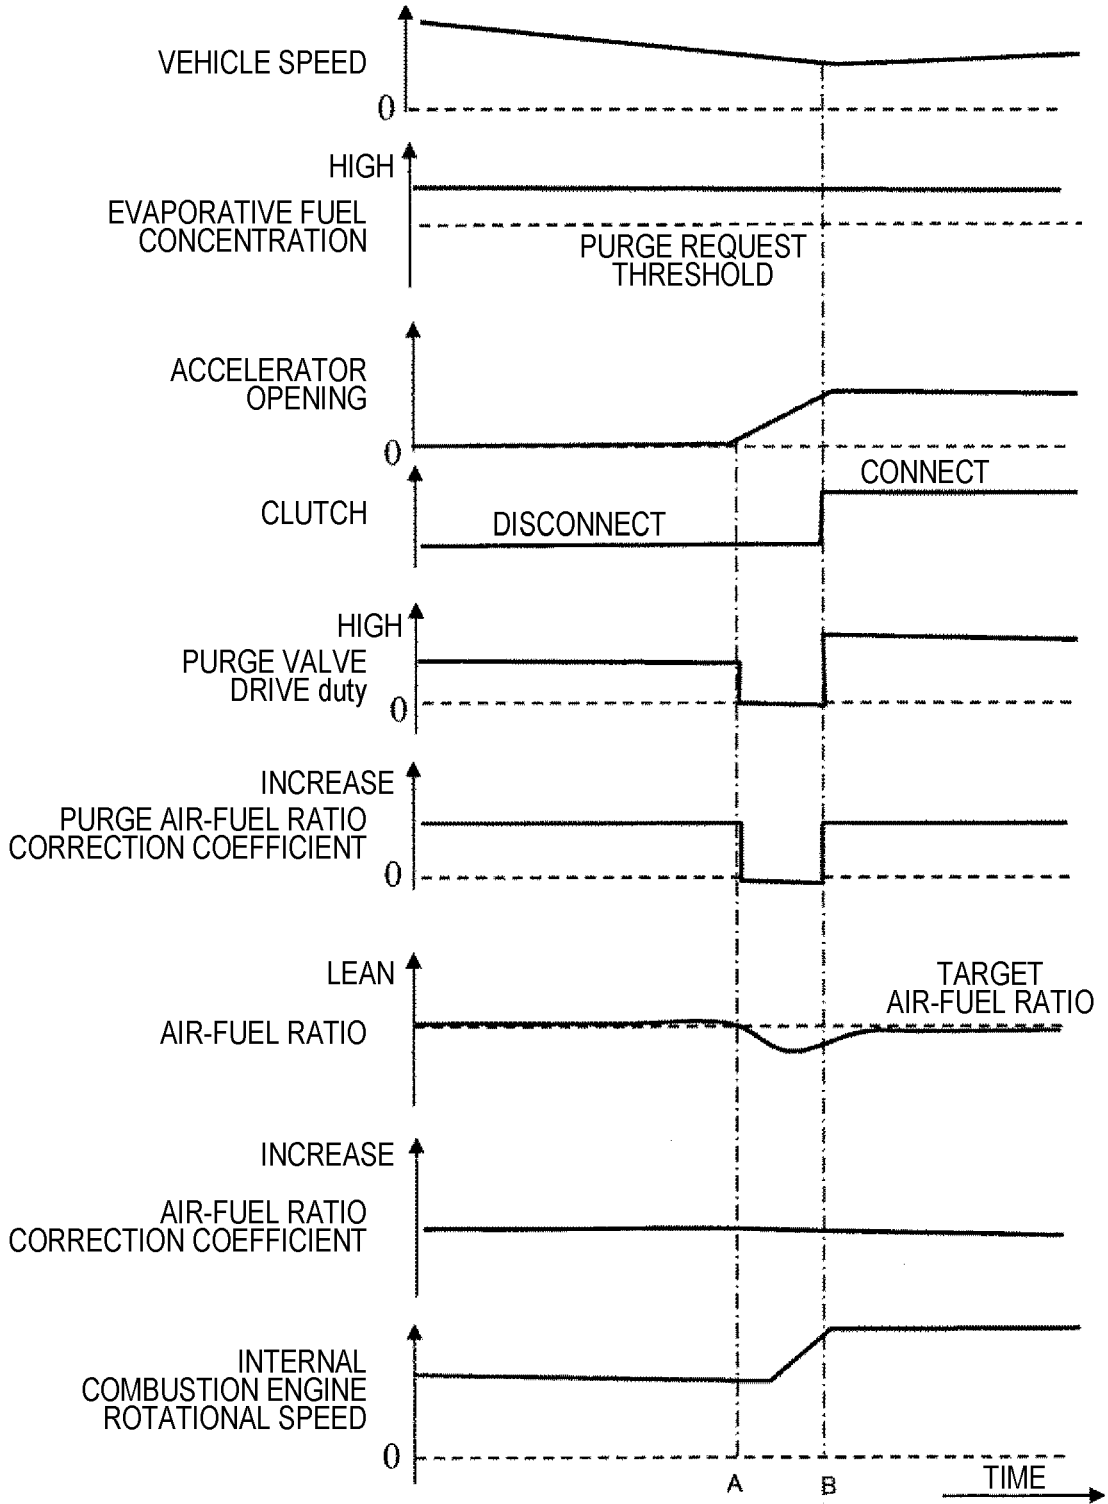 VEHICLE SPEED
0
HIGH
EVAPORATIVE FUEL
CONCENTRATION
PURGE REQUEST
THRESHOLD
ACCELERATOR
OPENING
0
CONNECT
CLUTCH
DISCONNECT
HIGH
PURGE VALVE
DRIVE duty
0
INCREASE
PURGE AIR-FUEL RATIO
CORRECTION COEFFICIENT
0
LEAN
TARGET
AIR-FUEL RATIO
AIR-FUEL RATIO
INCREASE
AIR-FUEL RATIO
CORRECTION COEFFICIENT
INTERNAL
COMBUSTION ENGINE
ROTATIONAL SPEED
0
A
B
TIME